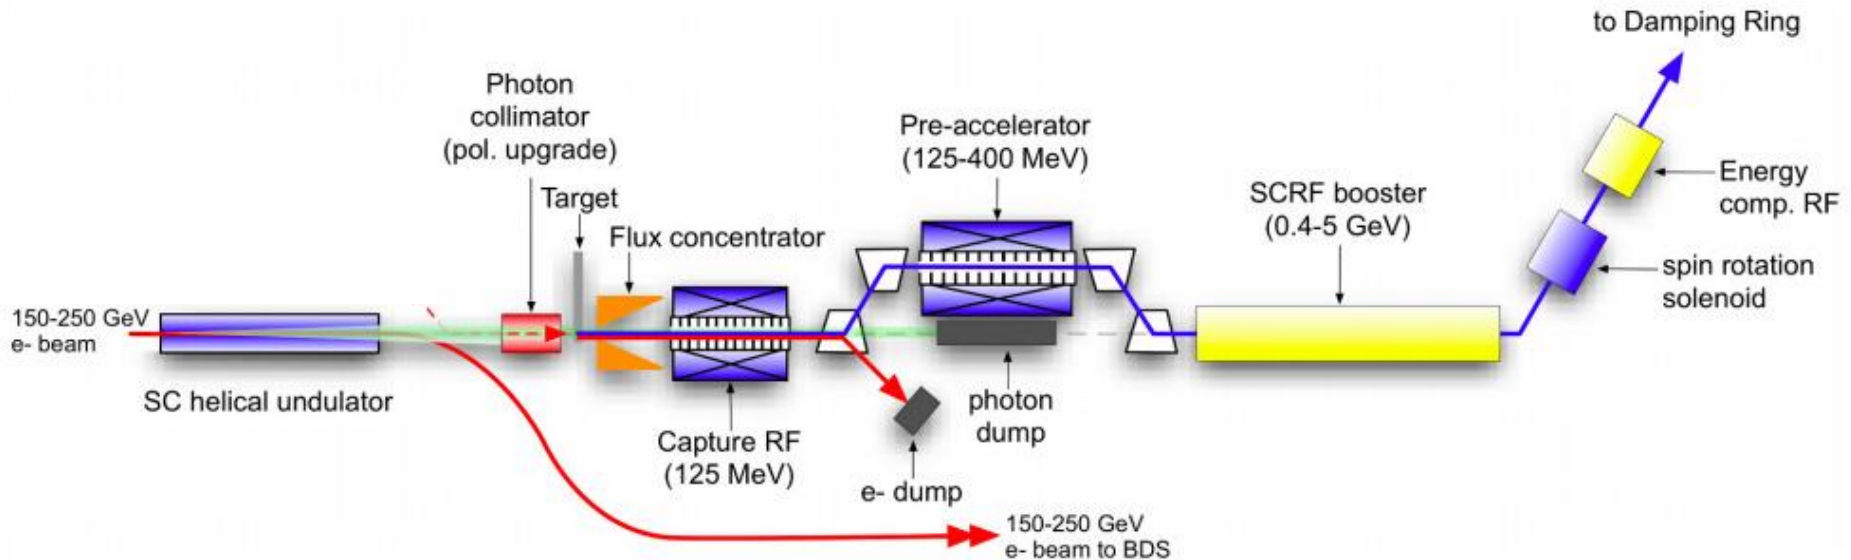 to Damping Ring
Photon
collimator
(pol. upgrade)
Target
Flux concentrator
Pre-accelerator
(125-400 MeV)
SCRF booster
(0.4-5 GeV)
Energy
comp. RF
spin rotation
solenoid
150-250 GeV
e- beam
SC helical undulator
Capture RF
(125 MeV)
photon
dump
e- dump
150-250 GeV
e- beam to BDS